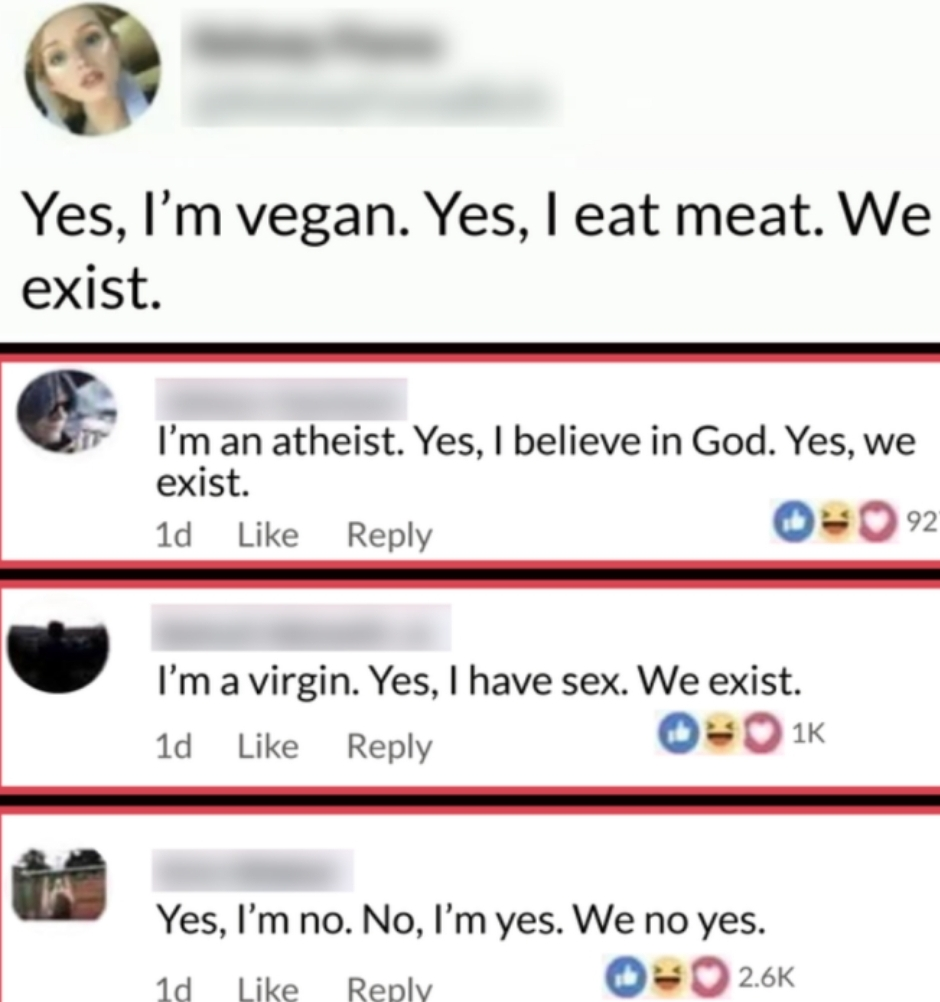 Yes, I’m vegan. Yes, I eat meat. We
exist.
I’m an atheist. Yes, I believe in God. Yes, we
exist.
1d Like Reply
I’m a virgin. Yes, I have sex. We exist.
1d Like Reply 1K
Yes, I’m no. No, I’m yes. We no yes.
1d Like Reply 2.6K